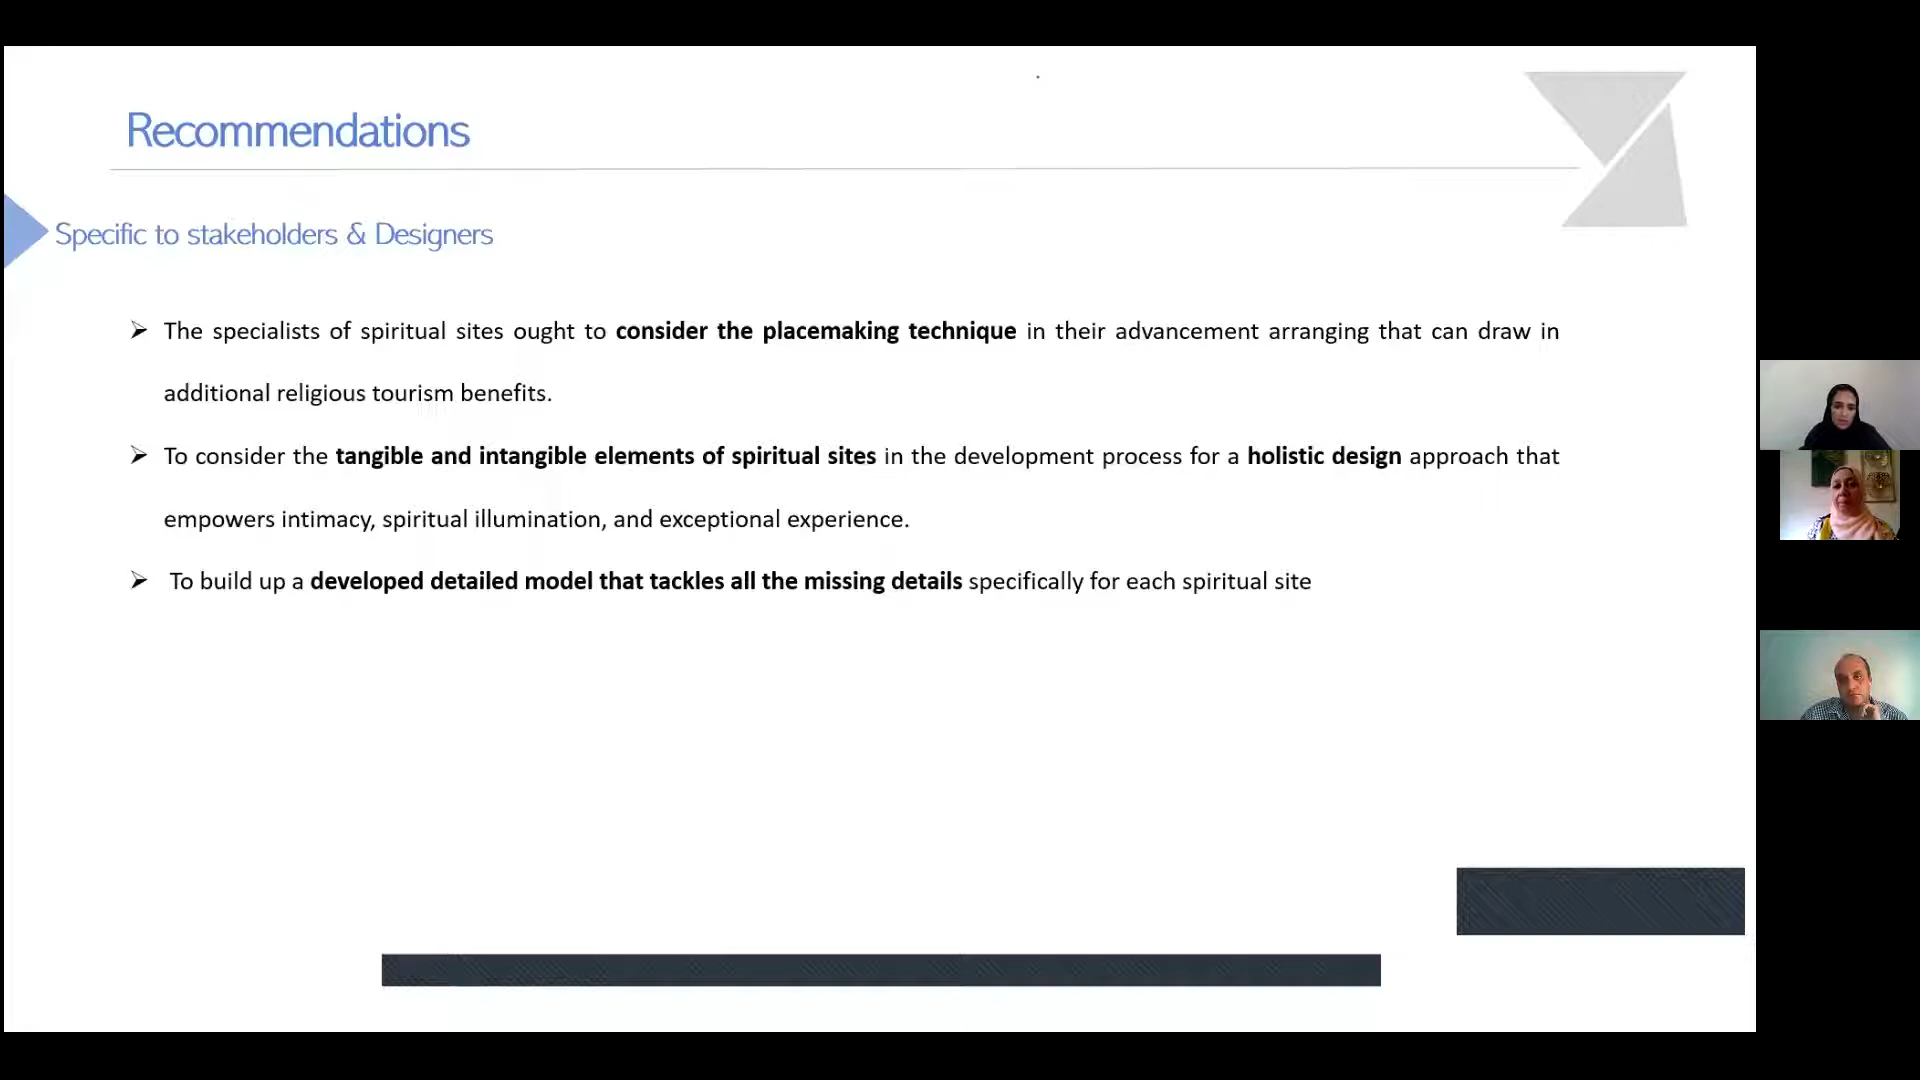 Recommendations
Specific to stakeholders & Designers
➢ The specialists of spiritual sites ought to consider the placemaking technique in their advancement arranging that can draw in
additional religious tourism benefits.
➢ To consider the tangible and intangible elements of spiritual sites in the development process for a holistic design approach that
empowers intimacy, spiritual illumination, and exceptional experience.
➢ To build up a developed detailed model that tackles all the missing details specifically for each spiritual site